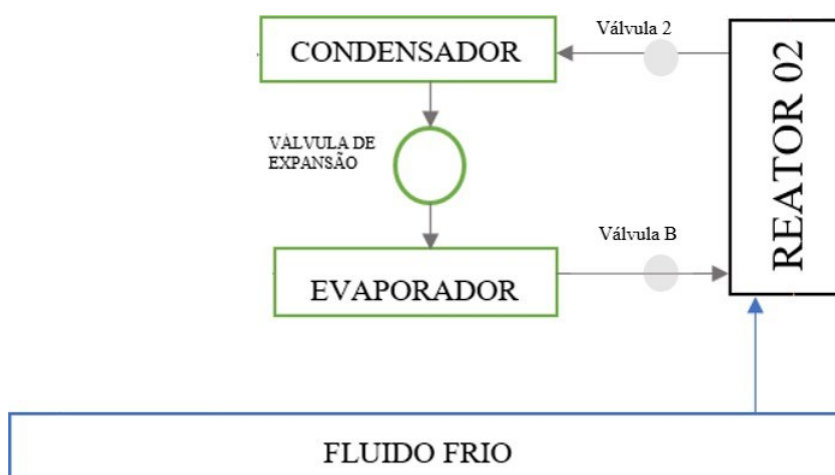 Válvula 2
CONDENSADOR
REATOR 02
VÁLVULA DE
EXPANSÃO
Válvula B
EVAPORADOR
FLUIDO FRIO